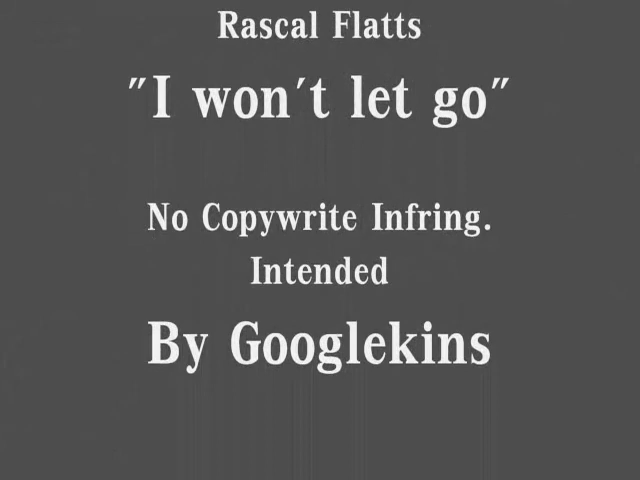 Rascal Flatts
"I won't let go"
No Copywrite Infring.
Intended
By Googlekins